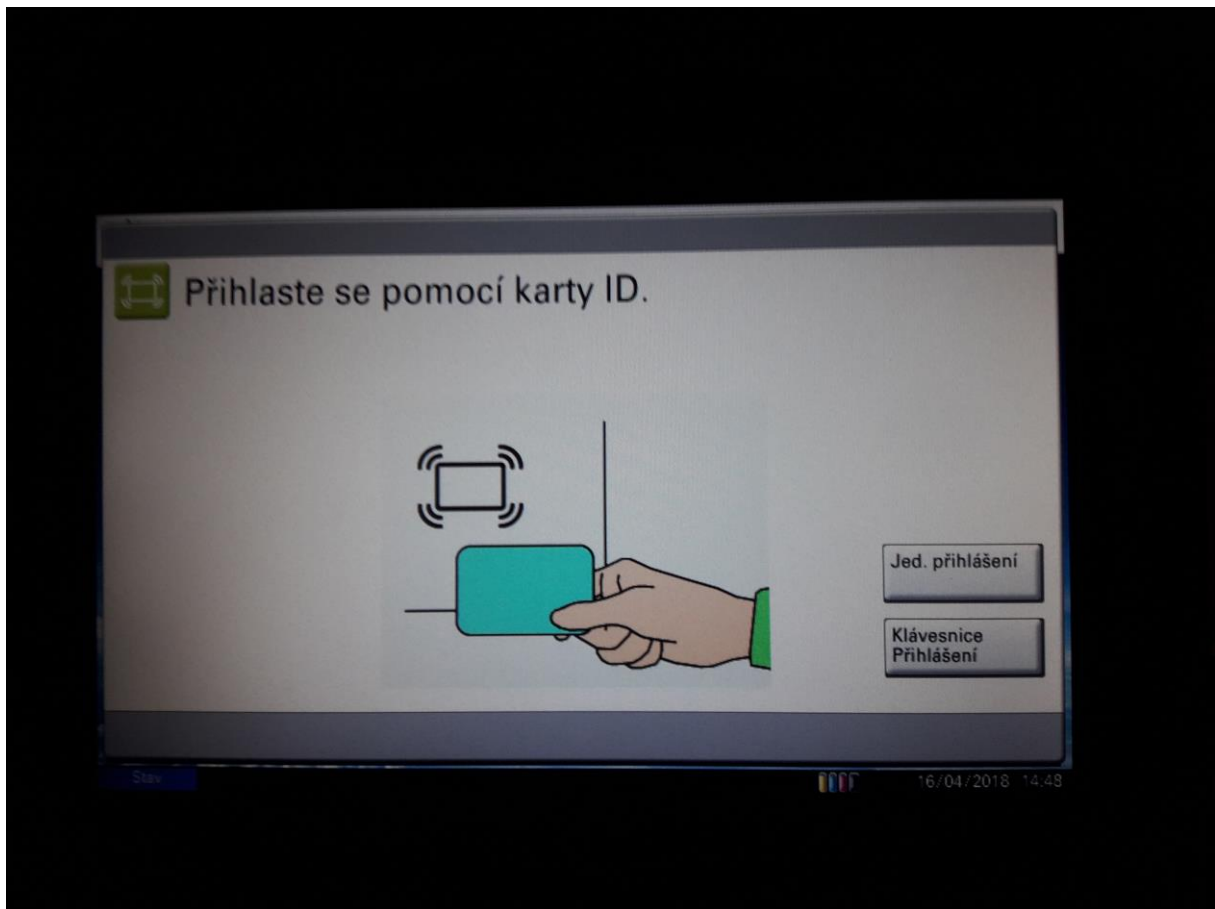 Přihlaste se pomocí karty ID.
Jed. přihlášení
Klávesnice
Přihlášení
Stav
16/04/2018 14:48